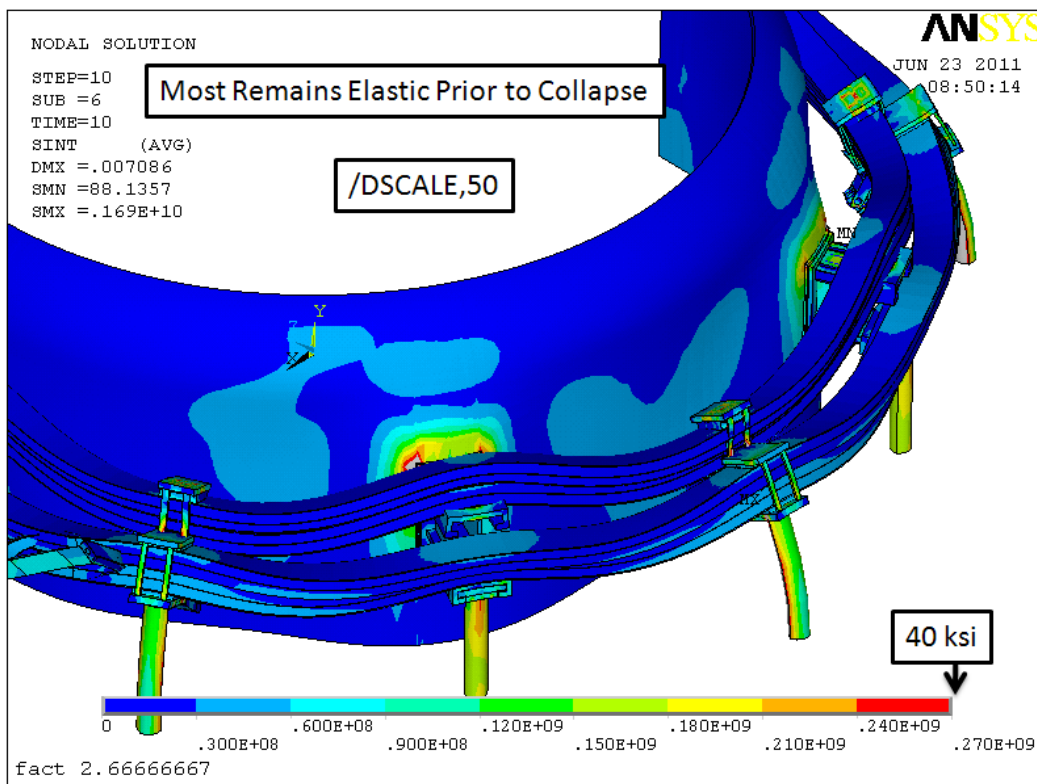 ANSYS
NODAL SOLUTION
JUN 23 2011
08:50:14
STEP=10
SUB =6
TIME=10
SINT (AVG)
DMX =.007086
SMN =88.1357
SMX =.169E+10
Most Remains Elastic Prior to Collapse
/DSCALE,50
MN
Y
Z
X
40 ksi
0 .600E+08 .120E+09 .180E+09 .240E+09
.300E+08 .900E+08 .150E+09 .210E+09 .270E+09
fact 2.66666667